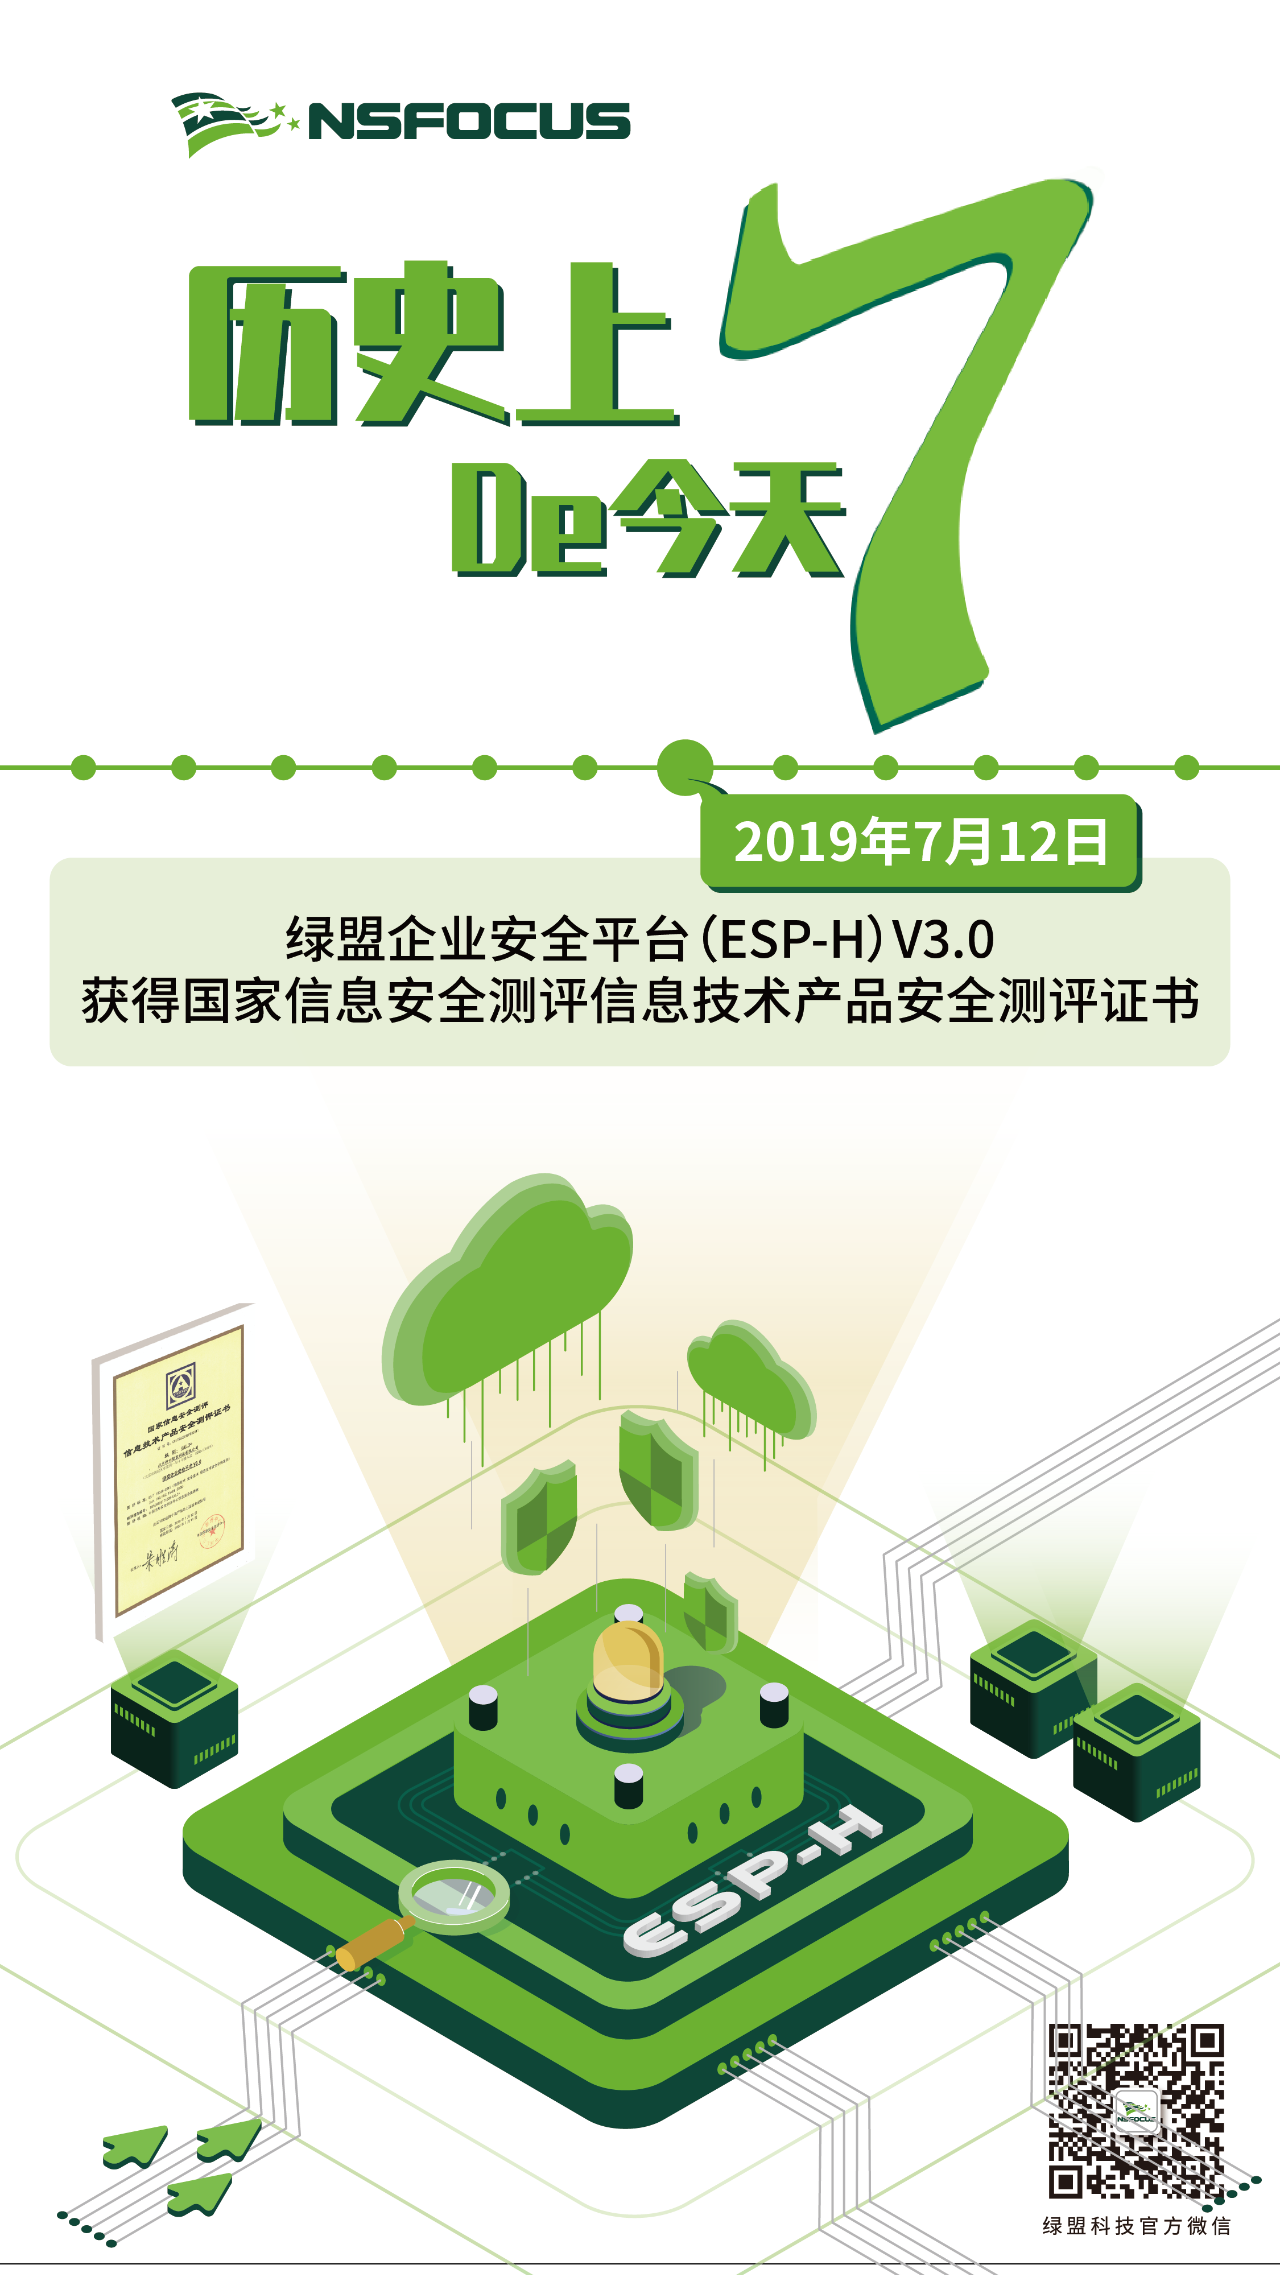 NSFOCUS
历史上
7
De今天
2019年7月12日
绿盟企业安全平台（ESP-H）V3.0
获得国家信息安全测评信息技术产品安全测评证书
国家信息安全测评
信息技术产品安全测评证书
ESP-H
NSFOCUS
绿盟科技官方微信